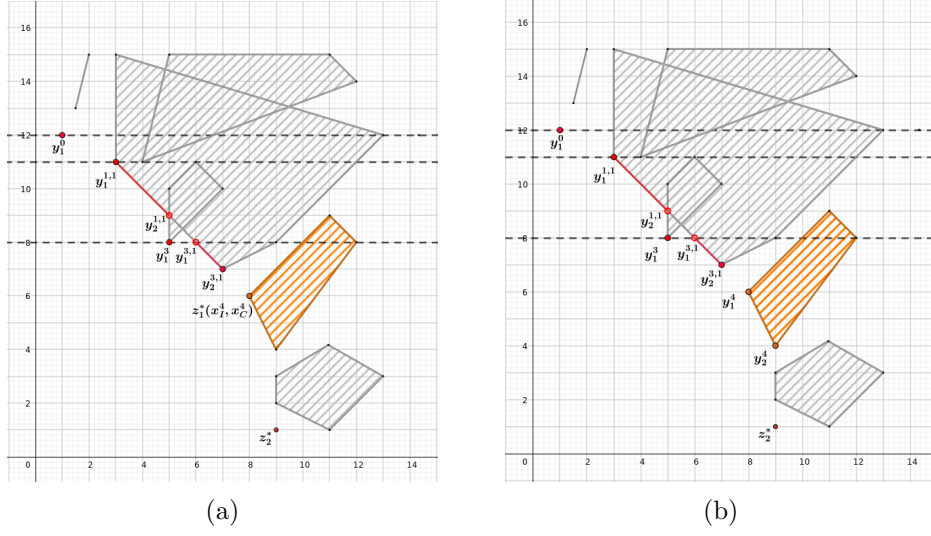 16
14
12
10
8
6
4
2
0
2
4
6
8
10
12
14
y_1^0
y_1^{1,1}
y_2^{1,1}
y_1^3
y_1^{3,1}
y_2^{3,1}
z_1^*(x_I^4, x_C^4)
z_2^*
(a)
16
14
12
10
8
6
4
2
0
2
4
6
8
10
12
14
y_1^0
y_1^{1,1}
y_2^{1,1}
y_1^3
y_1^{3,1}
y_2^{3,1}
y_1^4
y_2^4
z_2^*
(b)